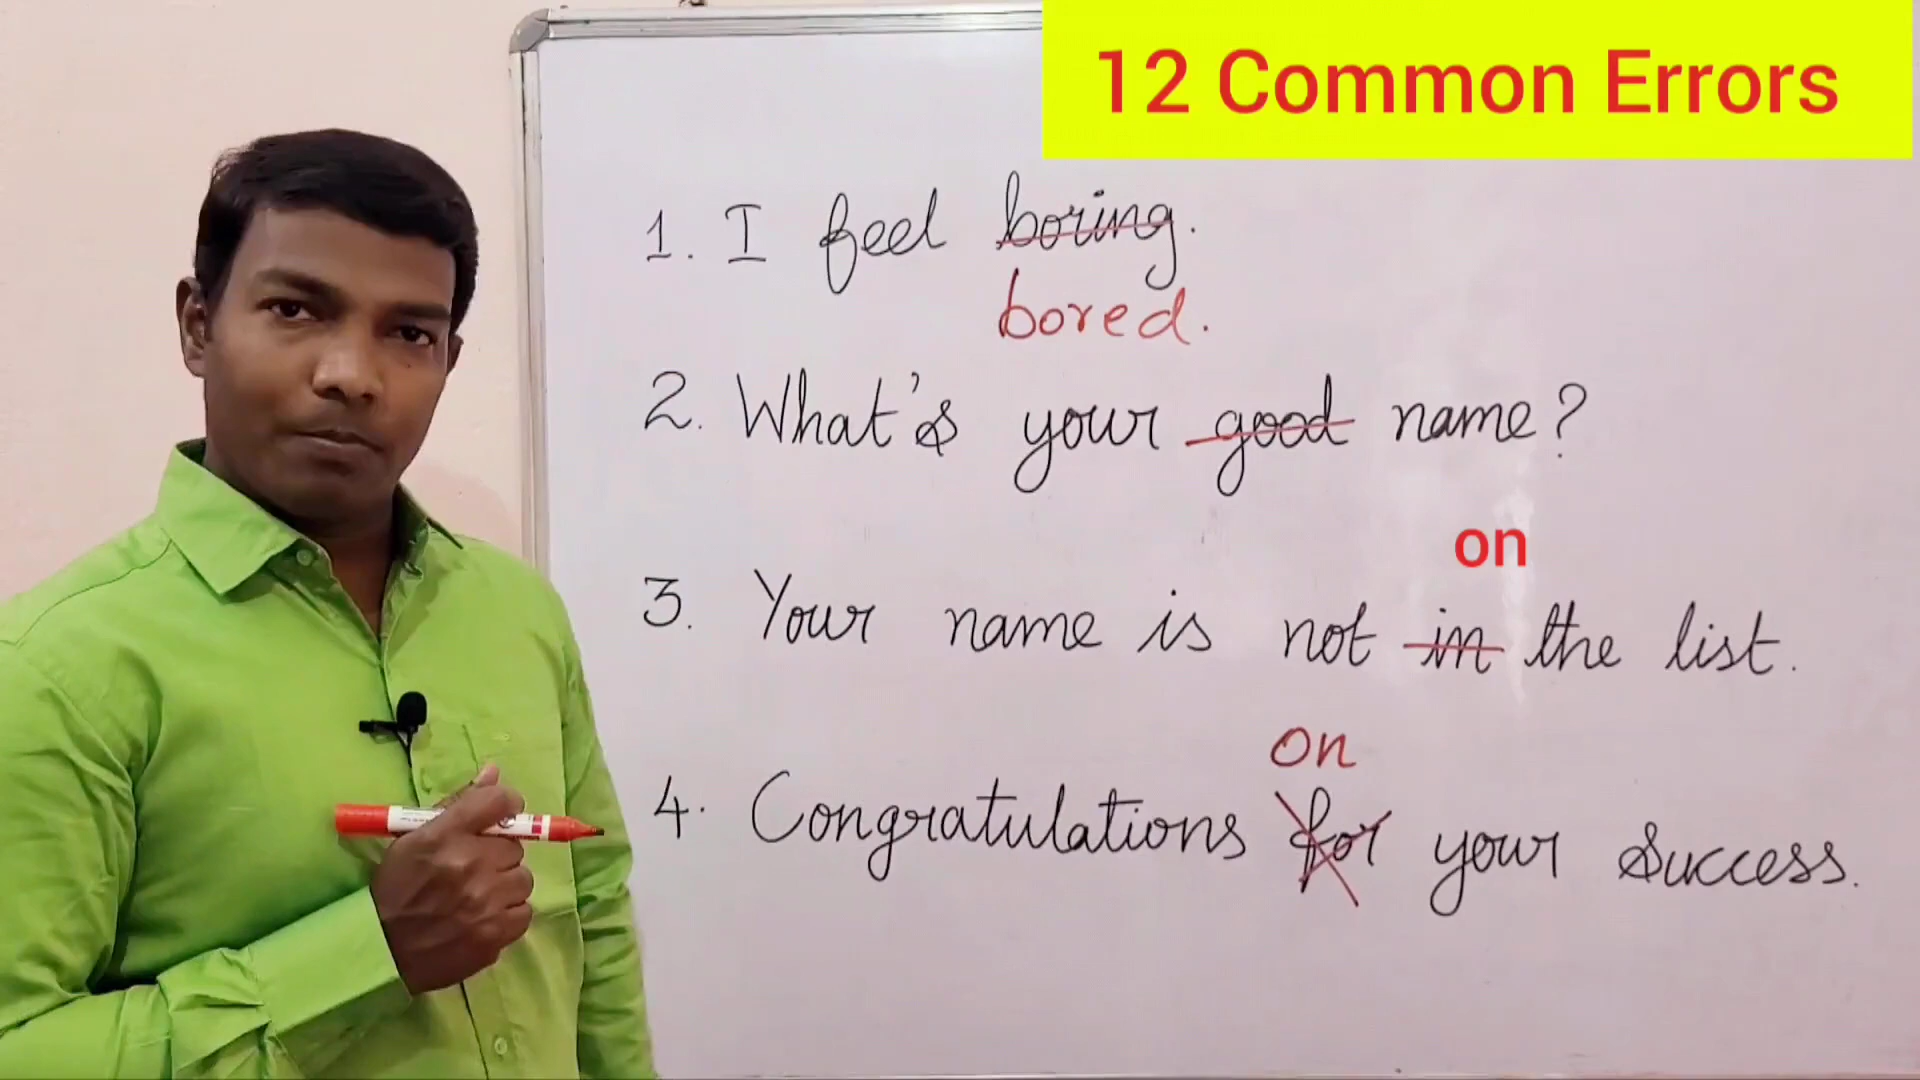 12 Common Errors
1. I feel boring.
bored.
2. What's your good name?
on
3. Your name is not in the list.
on
4. Congratulations for your success.